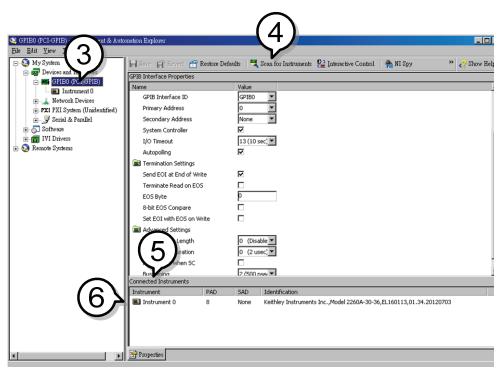 4
3
GPIB0 (PCI-GPIB)
File Edit View
My System
Devices and
GPIB0 (PCI-GPIB)
Instrument 0
Network Devices
PXI PXI System (Unidentified)
Serial & Parallel
Software
IVI Drivers
Remote Systems
Save Revert Restore Defaults Scan for Instruments Interactive Control NI Spy » Show Help
GPIB Interface Properties
Name Value
GPIB Interface ID GPIB0
Primary Address 0
Secondary Address None
System Controller
I/O Timeout 13 (10 sec)
Autopolling
Termination Settings
Send EOI at End of Write
Terminate Read on EOS
EOS Byte 0
8-bit EOS Compare
Set EOI with EOS on Write
Advanced Settings
Length 0 (Disable
0 (2 usec)
when SC
2 (500 nsec
5
Connected Instruments
Instrument PAD SAD Identification
6
Instrument 0 8 None Keithley Instruments Inc.,Model 2260A-30-36,EL160113,01.34.20120703
Properties